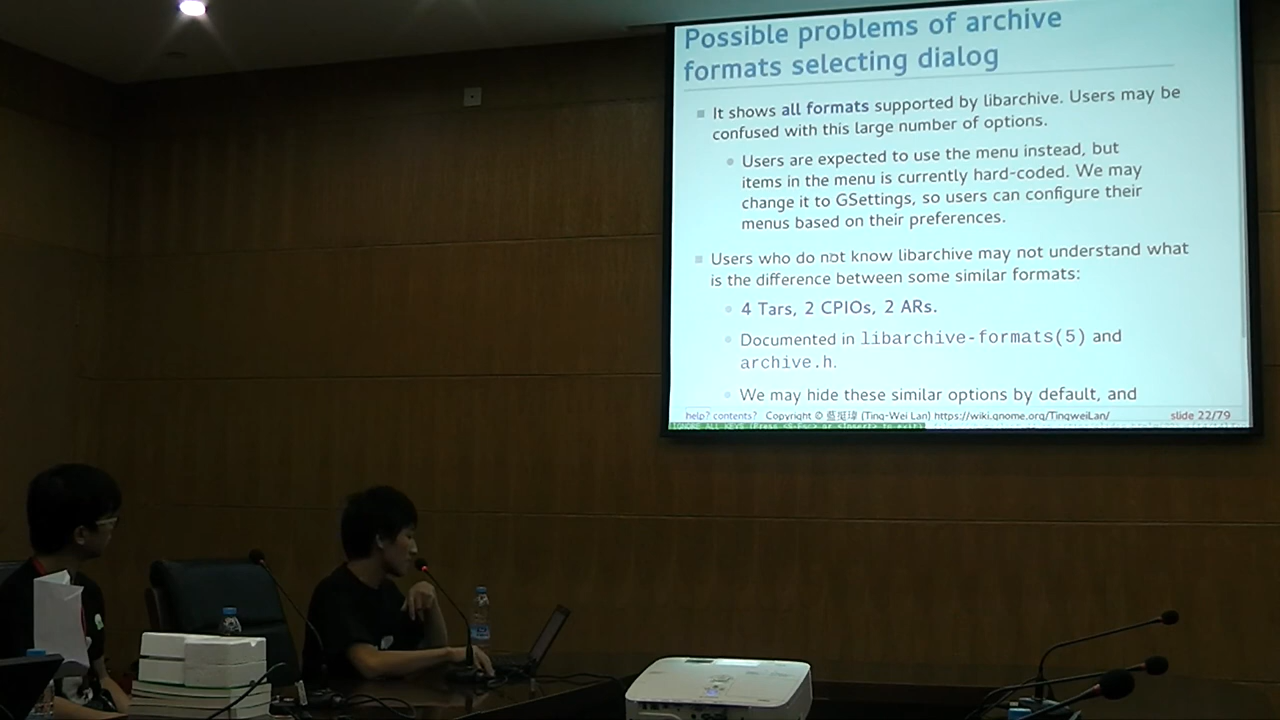 Possible problems of archive
formats selecting dialog
It shows all formats supported by libarchive. Users may be
confused with this large number of options.
Users are expected to use the menu instead, but
items in the menu is currently hard-coded. We may
change it to GSettings, so users can configure their
menus based on their preferences.
Users who do not know libarchive may not understand what
is the difference between some similar formats:
4 Tars, 2 CPIOs, 2 ARs.
Documented in libarchive-formats(5) and
archive.h.
We may hide these similar options by default, and
help? contents? Copyright © 藍挺瑋 (Ting-Wei Lan) https://wiki.gnome.org/TingweiLan/ slide 22/79